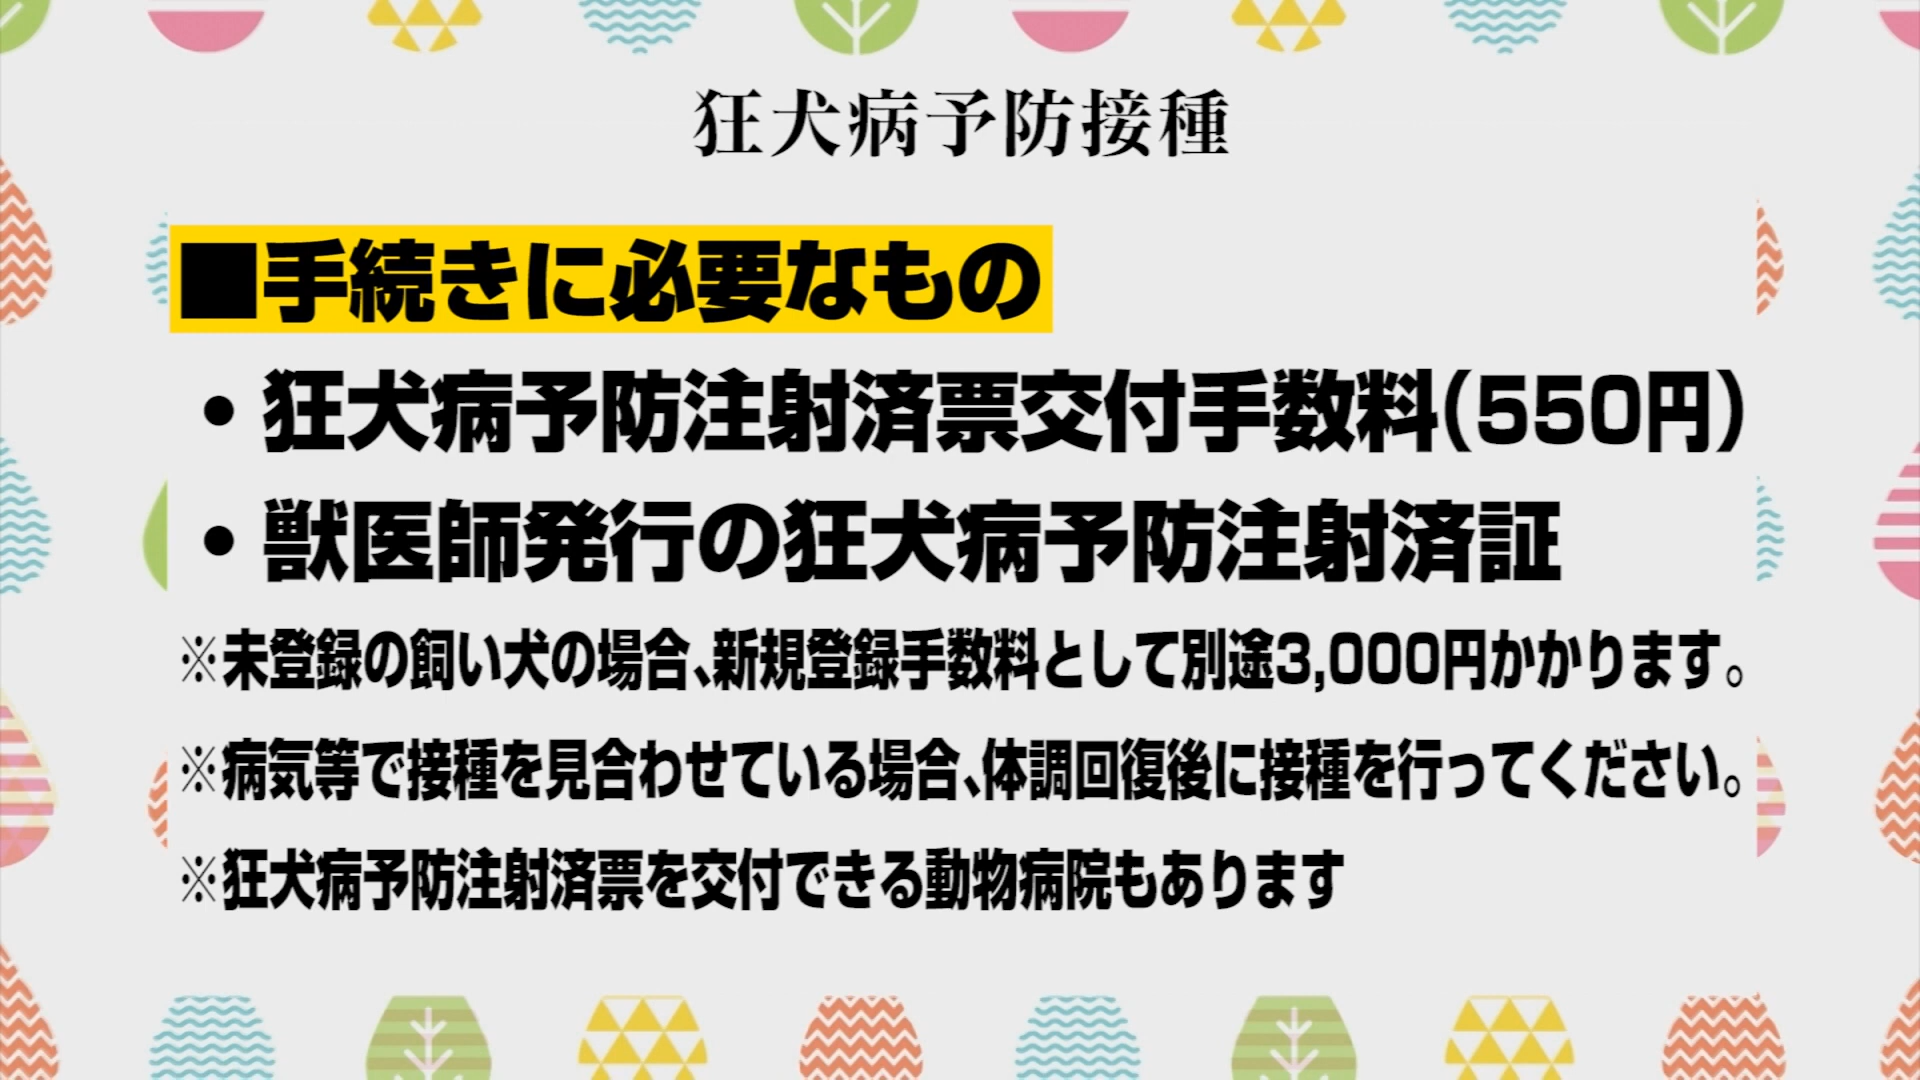 狂犬病予防接種
■手続きに必要なもの
・狂犬病予防注射済票交付手数料(550円)
・獣医師発行の狂犬病予防注射済証
※未登録の飼い犬の場合､新規登録手数料として別途3,000円かかります。
※病気等で接種を見合わせている場合､体調回復後に接種を行ってください。
※狂犬病予防注射済票を交付できる動物病院もあります